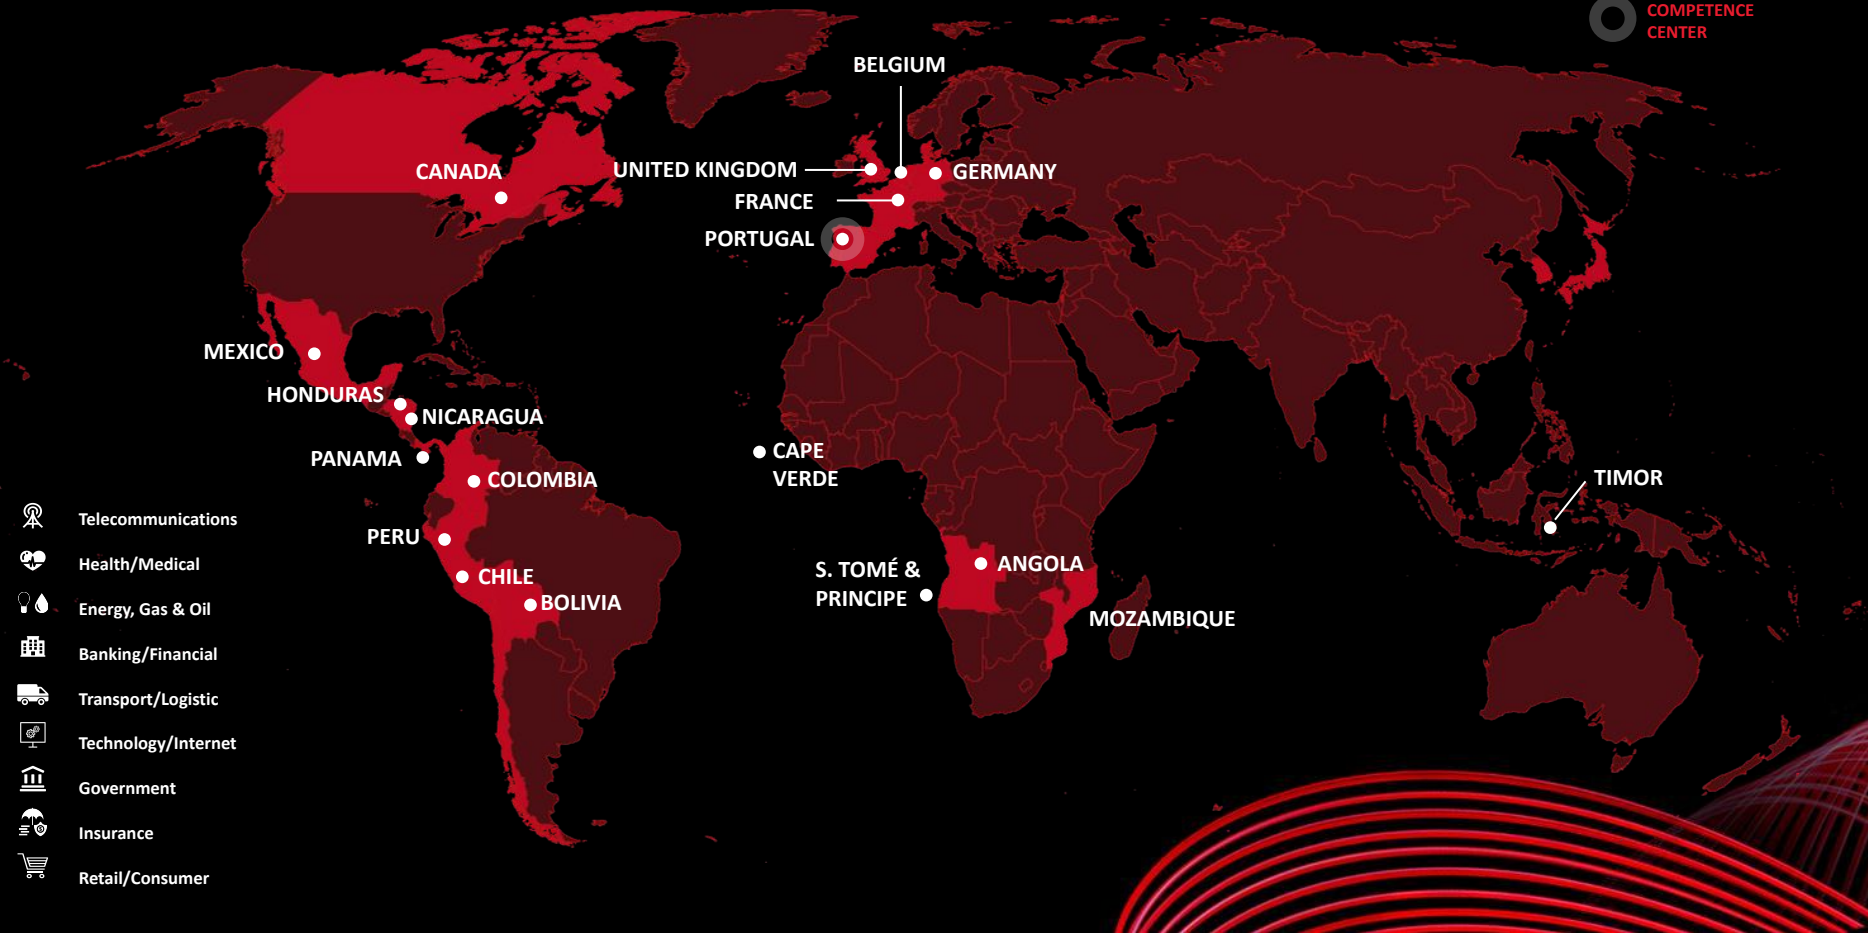 COMPETENCE
CENTER
BELGIUM
CANADA
UNITED KINGDOM
GERMANY
FRANCE
PORTUGAL
MEXICO
HONDURAS
NICARAGUA
PANAMA
COLOMBIA
CAPE
VERDE
TIMOR
PERU
CHILE
BOLIVIA
S. TOMÉ &
PRINCIPE
ANGOLA
MOZAMBIQUE
Telecommunications
Health/Medical
Energy, Gas & Oil
Banking/Financial
Transport/Logistic
Technology/Internet
Government
Insurance
Retail/Consumer